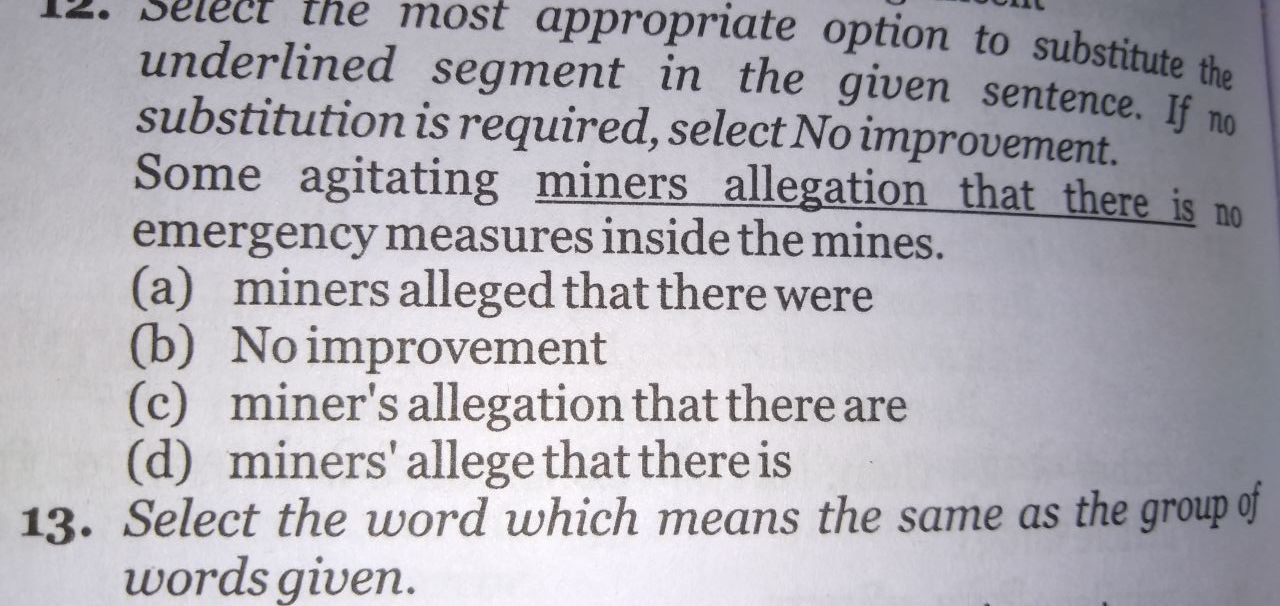 12. Select the most appropriate option to substitute the
underlined segment in the given sentence. If no
substitution is required, select No improvement.
Some agitating miners allegation that there is no
emergency measures inside the mines.
(a) miners alleged that there were
(b) No improvement
(c) miner's allegation that there are
(d) miners' allege that there is
13. Select the word which means the same as the group of
words given.